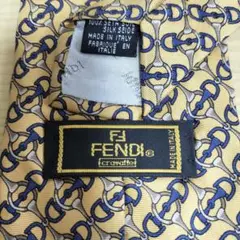 100% SETA SOIE
SILK SEIDE
MADE IN ITALY
FABRIQUE EN
ITALIE
FENDI®
cravatte
MADE IN ITALY